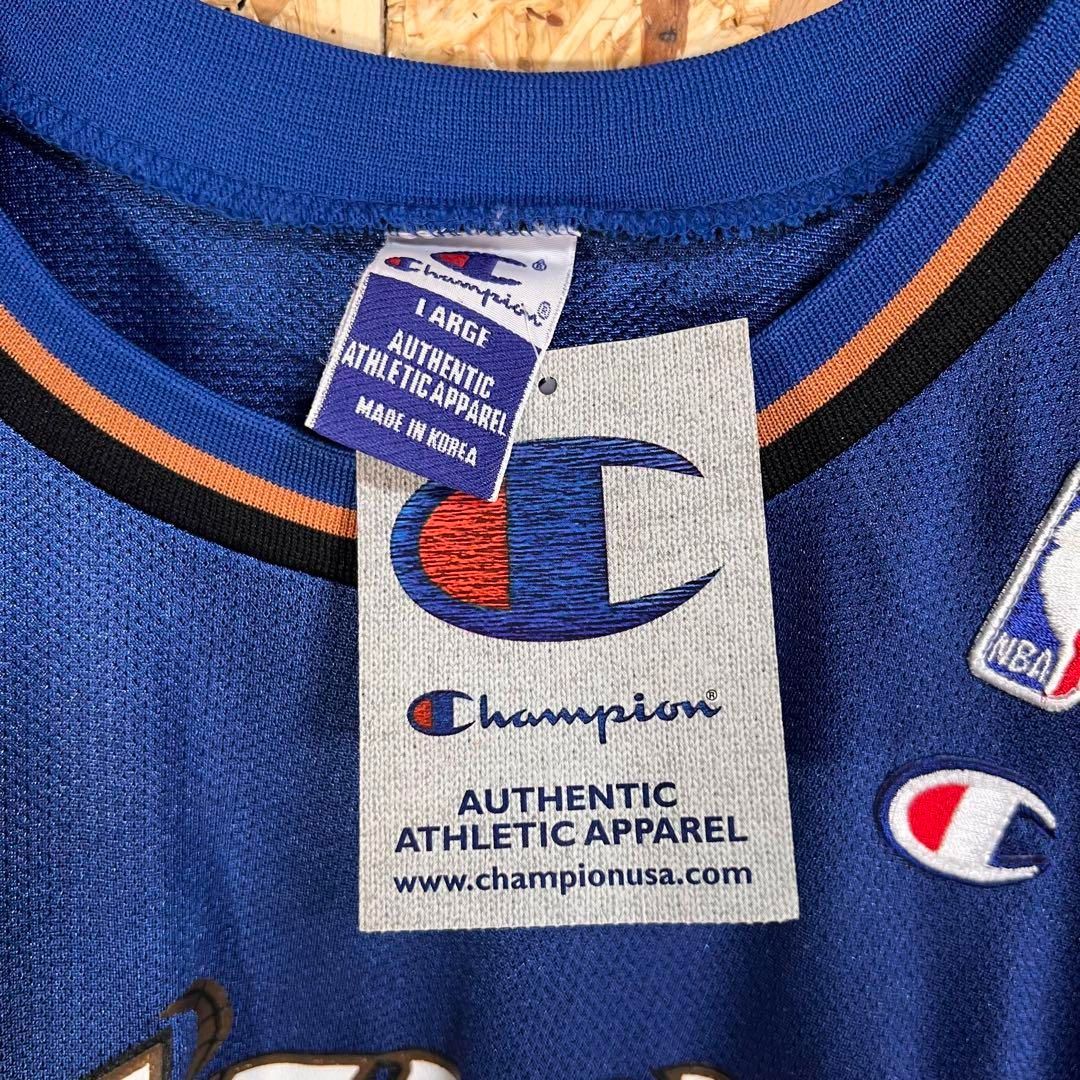 Champion®
LARGE
AUTHENTIC
ATHLETIC APPAREL
MADE IN KOREA
Champion®
AUTHENTIC
ATHLETIC APPAREL
www.championusa.com
NBA